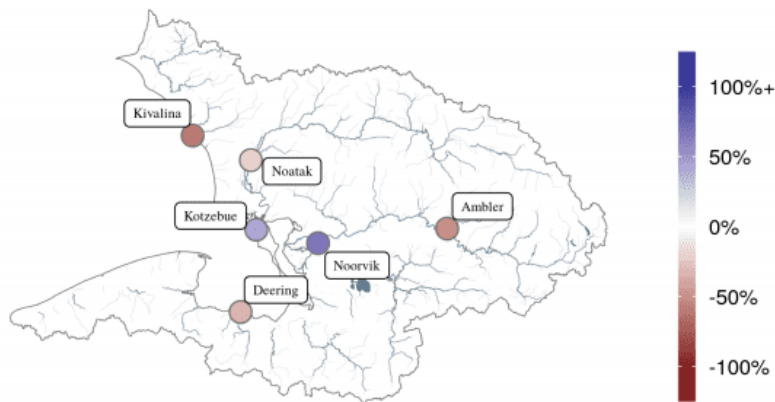 Kivalina
Noatak
Kotzebue
Ambler
Noorvik
Deering
100%+
50%
0%
-50%
-100%